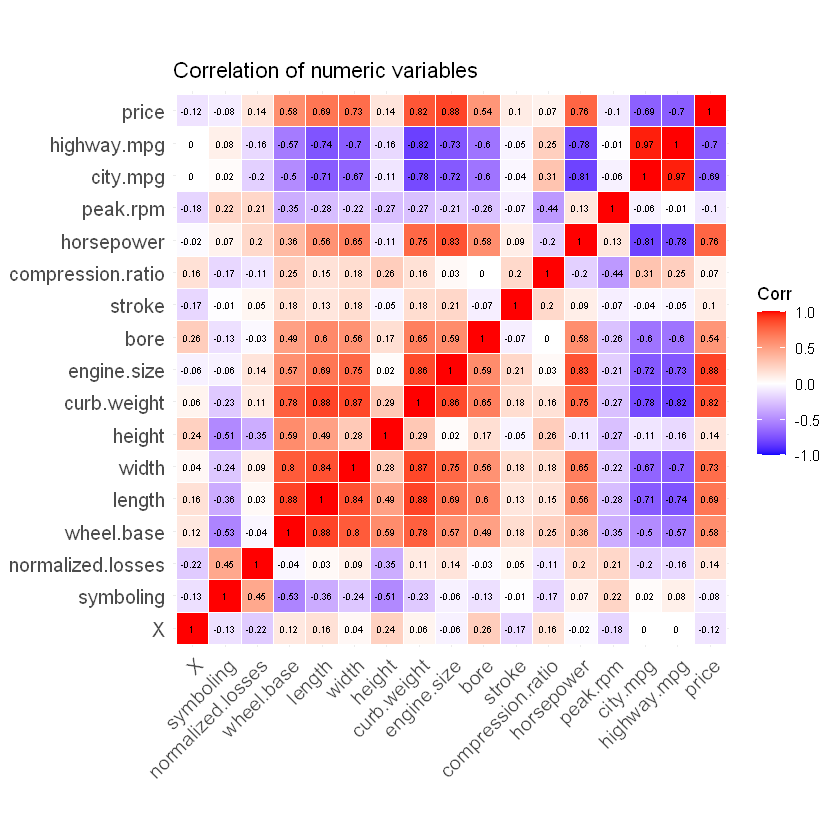 Correlation of numeric variables
price -0.12 -0.08 0.14 0.58 0.69 0.73 0.14 0.82 0.88 0.54 0.1 0.07 0.76 -0.1 -0.69 -0.7 1
highway.mpg 0 0.08 -0.16 -0.57 -0.74 -0.7 -0.16 -0.82 -0.73 -0.6 -0.05 0.25 -0.78 -0.01 0.97 1 -0.7
city.mpg 0 0.02 -0.2 -0.5 -0.71 -0.67 -0.11 -0.78 -0.72 -0.6 -0.04 0.31 -0.81 -0.06 1 0.97 -0.69
peak.rpm -0.18 0.22 0.21 -0.35 -0.28 -0.22 -0.27 -0.27 -0.21 -0.26 -0.07 -0.44 0.13 1 -0.06 -0.01 -0.1
horsepower -0.02 0.07 0.2 0.36 0.56 0.65 -0.11 0.75 0.83 0.58 0.09 -0.2 1 0.13 -0.81 -0.78 0.76
compression.ratio 0.16 -0.17 -0.11 0.25 0.15 0.18 0.26 0.16 0.03 0 0.2 1 -0.2 -0.44 0.31 0.25 0.07
stroke -0.17 -0.01 0.05 0.18 0.13 0.18 -0.05 0.18 0.21 -0.07 1 0.2 0.09 -0.07 -0.04 -0.05 0.1
bore 0.26 -0.13 -0.03 0.49 0.6 0.56 0.17 0.65 0.59 1 -0.07 0 0.58 -0.26 -0.6 -0.6 0.54
engine.size -0.06 -0.06 0.14 0.57 0.69 0.75 0.02 0.86 1 0.59 0.21 0.03 0.83 -0.21 -0.72 -0.73 0.88
curb.weight 0.06 -0.23 0.11 0.78 0.88 0.87 0.29 1 0.86 0.65 0.18 0.16 0.75 -0.27 -0.78 -0.82 0.82
height 0.24 -0.51 -0.35 0.59 0.49 0.28 1 0.29 0.02 0.17 -0.05 0.26 -0.11 -0.27 -0.11 -0.16 0.14
width 0.04 -0.24 0.09 0.8 0.84 1 0.28 0.87 0.75 0.56 0.18 0.18 0.65 -0.22 -0.67 -0.7 0.73
length 0.16 -0.36 0.03 0.88 1 0.84 0.49 0.88 0.69 0.6 0.13 0.15 0.56 -0.28 -0.71 -0.74 0.69
wheel.base 0.12 -0.53 -0.04 1 0.88 0.8 0.59 0.78 0.57 0.49 0.18 0.25 0.36 -0.35 -0.5 -0.57 0.58
normalized.losses -0.22 0.45 1 -0.04 0.03 0.09 -0.35 0.11 0.14 -0.03 0.05 -0.11 0.2 0.21 -0.2 -0.16 0.14
symboling -0.13 1 0.45 -0.53 -0.36 -0.24 -0.51 -0.23 -0.06 -0.13 -0.01 -0.17 0.07 0.22 0.02 0.08 -0.08
X 1 -0.13 -0.22 0.12 0.16 0.04 0.24 0.06 -0.06 0.26 -0.17 0.16 -0.02 -0.18 0 0 -0.12
X
symboling
normalized.losses
wheel.base
length
width
height
curb.weight
engine.size
bore
stroke
compression.ratio
horsepower
peak.rpm
city.mpg
highway.mpg
price
Corr
1.0
0.5
0.0
-0.5
-1.0